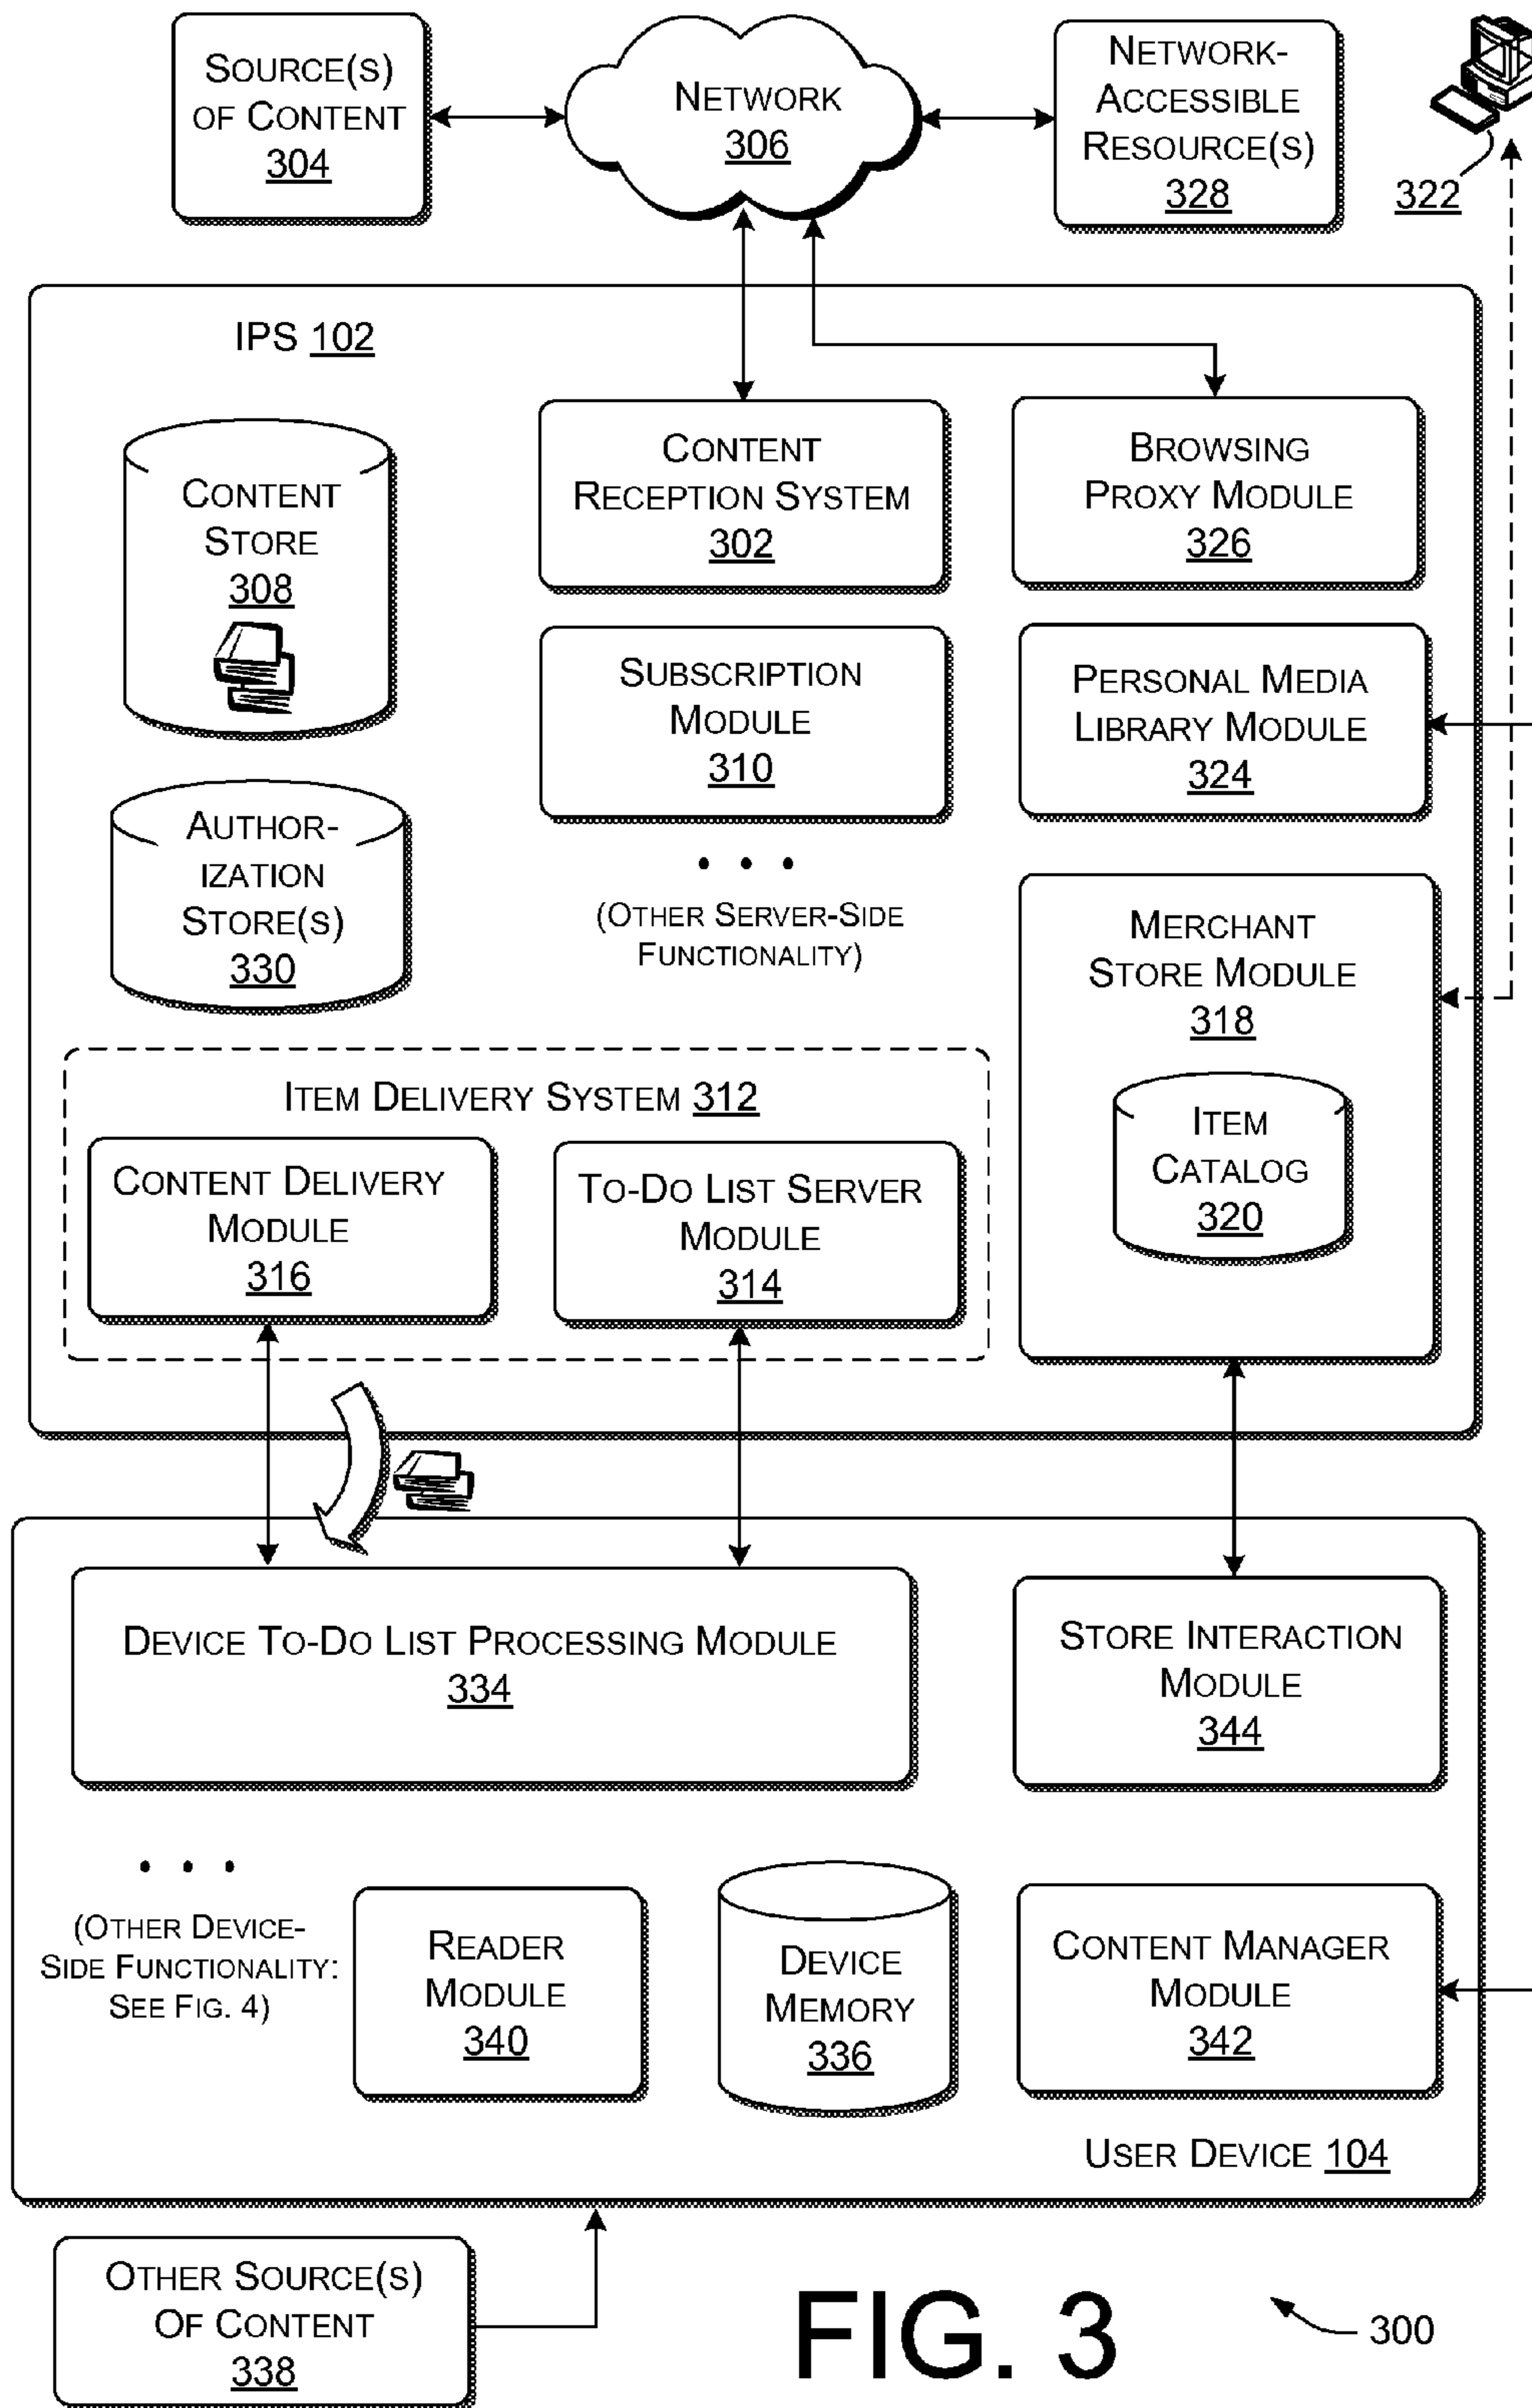 SOURCE(S)
OF CONTENT
304
NETWORK
306
NETWORK-
ACCESSIBLE
RESOURCE(S)
328
322
IPS 102
CONTENT
STORE
308
CONTENT
RECEPTION SYSTEM
302
BROWSING
PROXY MODULE
326
SUBSCRIPTION
MODULE
310
PERSONAL MEDIA
LIBRARY MODULE
324
AUTHOR-
IZATION
STORE(S)
330
• • •
(OTHER SERVER-SIDE
FUNCTIONALITY)
MERCHANT
STORE MODULE
318
ITEM
CATALOG
320
ITEM DELIVERY SYSTEM 312
CONTENT DELIVERY
MODULE
316
TO-DO LIST SERVER
MODULE
314
DEVICE TO-DO LIST PROCESSING MODULE
334
STORE INTERACTION
MODULE
344
• • •
(OTHER DEVICE-
SIDE FUNCTIONALITY:
SEE FIG. 4)
READER
MODULE
340
DEVICE
MEMORY
336
CONTENT MANAGER
MODULE
342
USER DEVICE 104
OTHER SOURCE(S)
OF CONTENT
338
FIG. 3
300